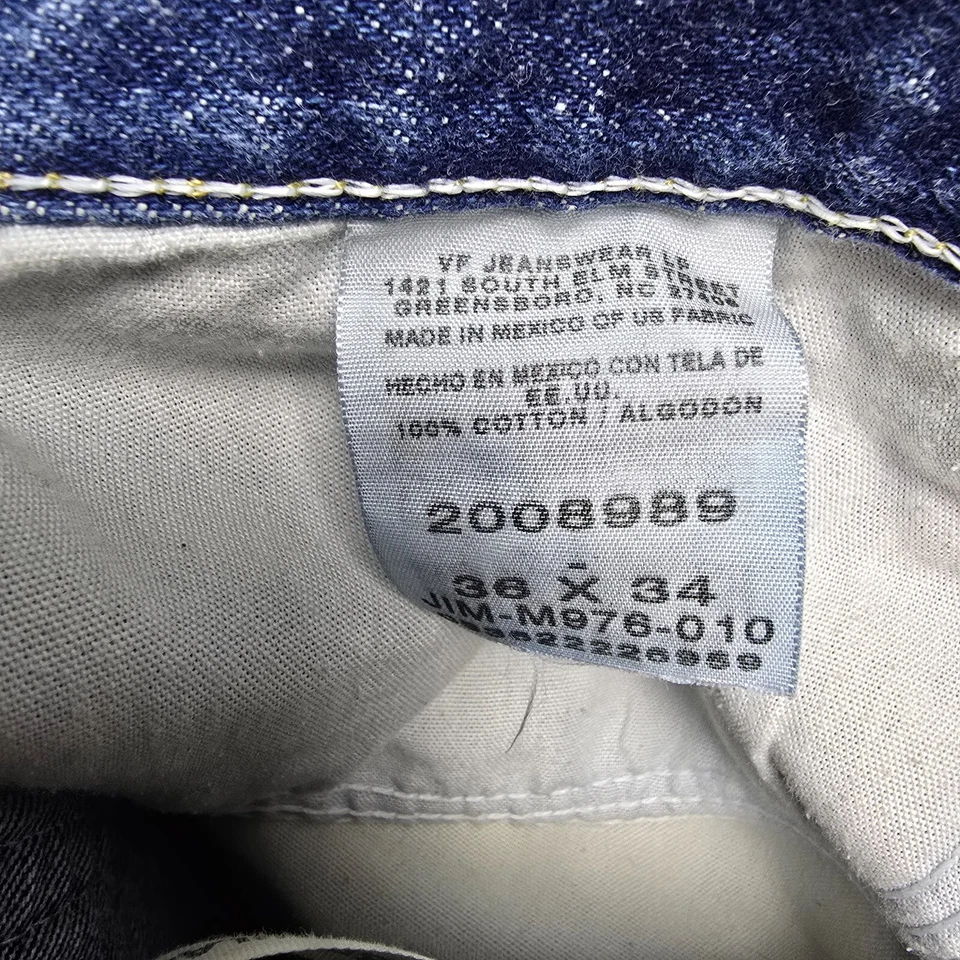 VF JEANSWEAR
1421 SOUTH ELM STREET
GREENSBORO, NC 27406
MADE IN MEXICO OF US FABRIC
HECHO EN MEXICO CON TELA DE
EE.UU.
100% COTTON / ALGODON
2008989
36 X 34
JIM-M976-010